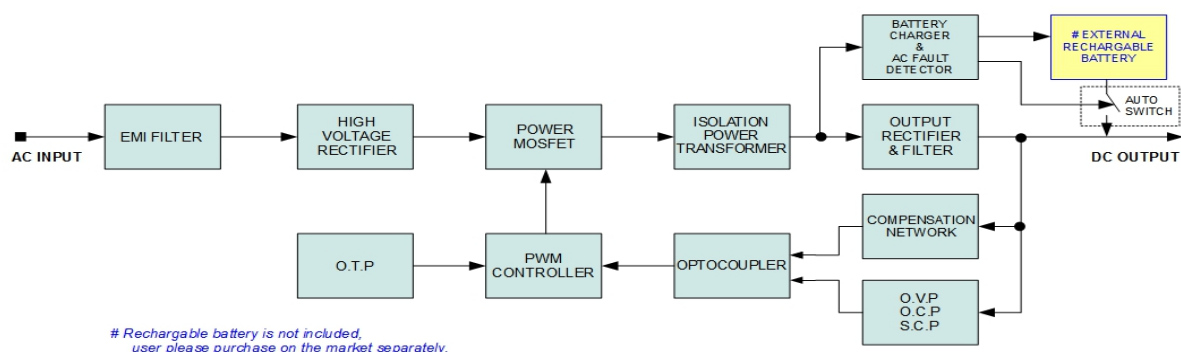 BATTERY
CHARGER
&
AC FAULT
DETECTOR
# EXTERNAL
RECHARGABLE
BATTERY
AUTO
SWITCH
AC INPUT
EMI FILTER
HIGH
VOLTAGE
RECTIFIER
POWER
MOSFET
ISOLATION
POWER
TRANSFORMER
OUTPUT
RECTIFIER
& FILTER
DC OUTPUT
COMPENSATION
NETWORK
O.T.P
PWM
CONTROLLER
OPTOCOUPLER
O.V.P
O.C.P
S.C.P
# Rechargable battery is not included,
user please purchase on the market separately.